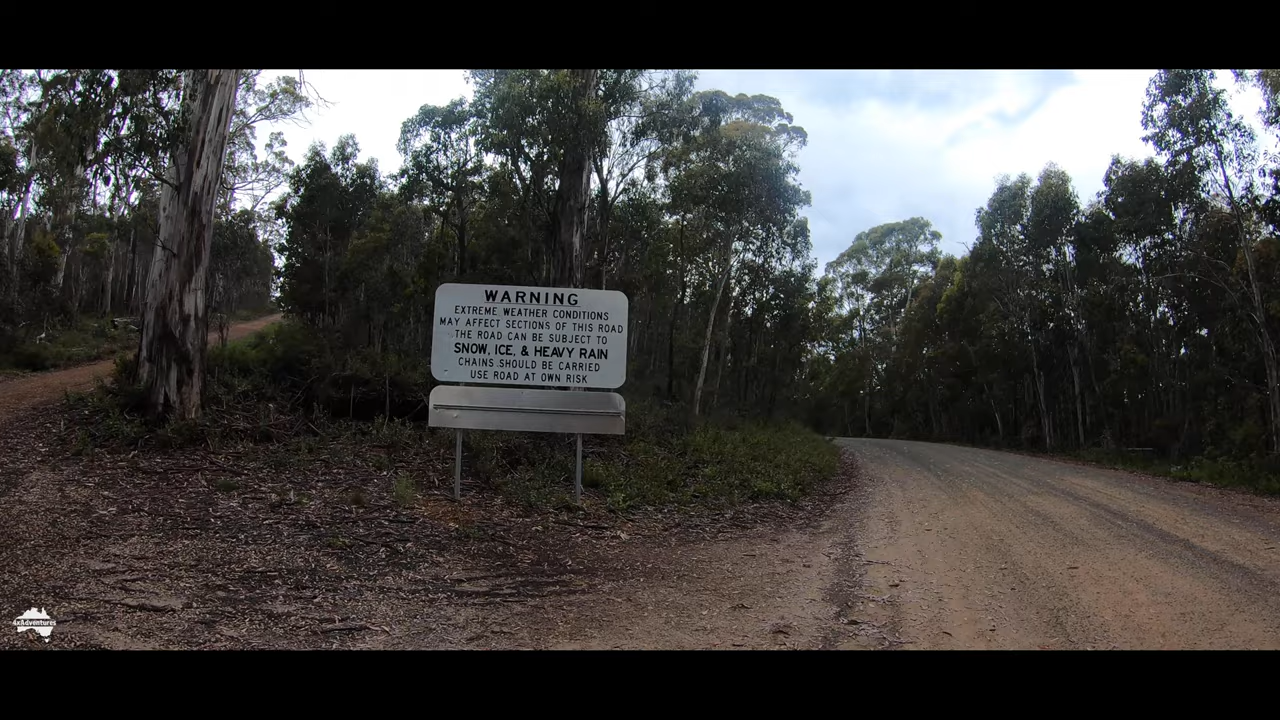 WARNING
EXTREME WEATHER CONDITIONS
MAY AFFECT SECTIONS OF THIS ROAD
THE ROAD CAN BE SUBJECT TO
SNOW, ICE, & HEAVY RAIN
CHAINS SHOULD BE CARRIED
USE ROAD AT OWN RISK
4xAdventures